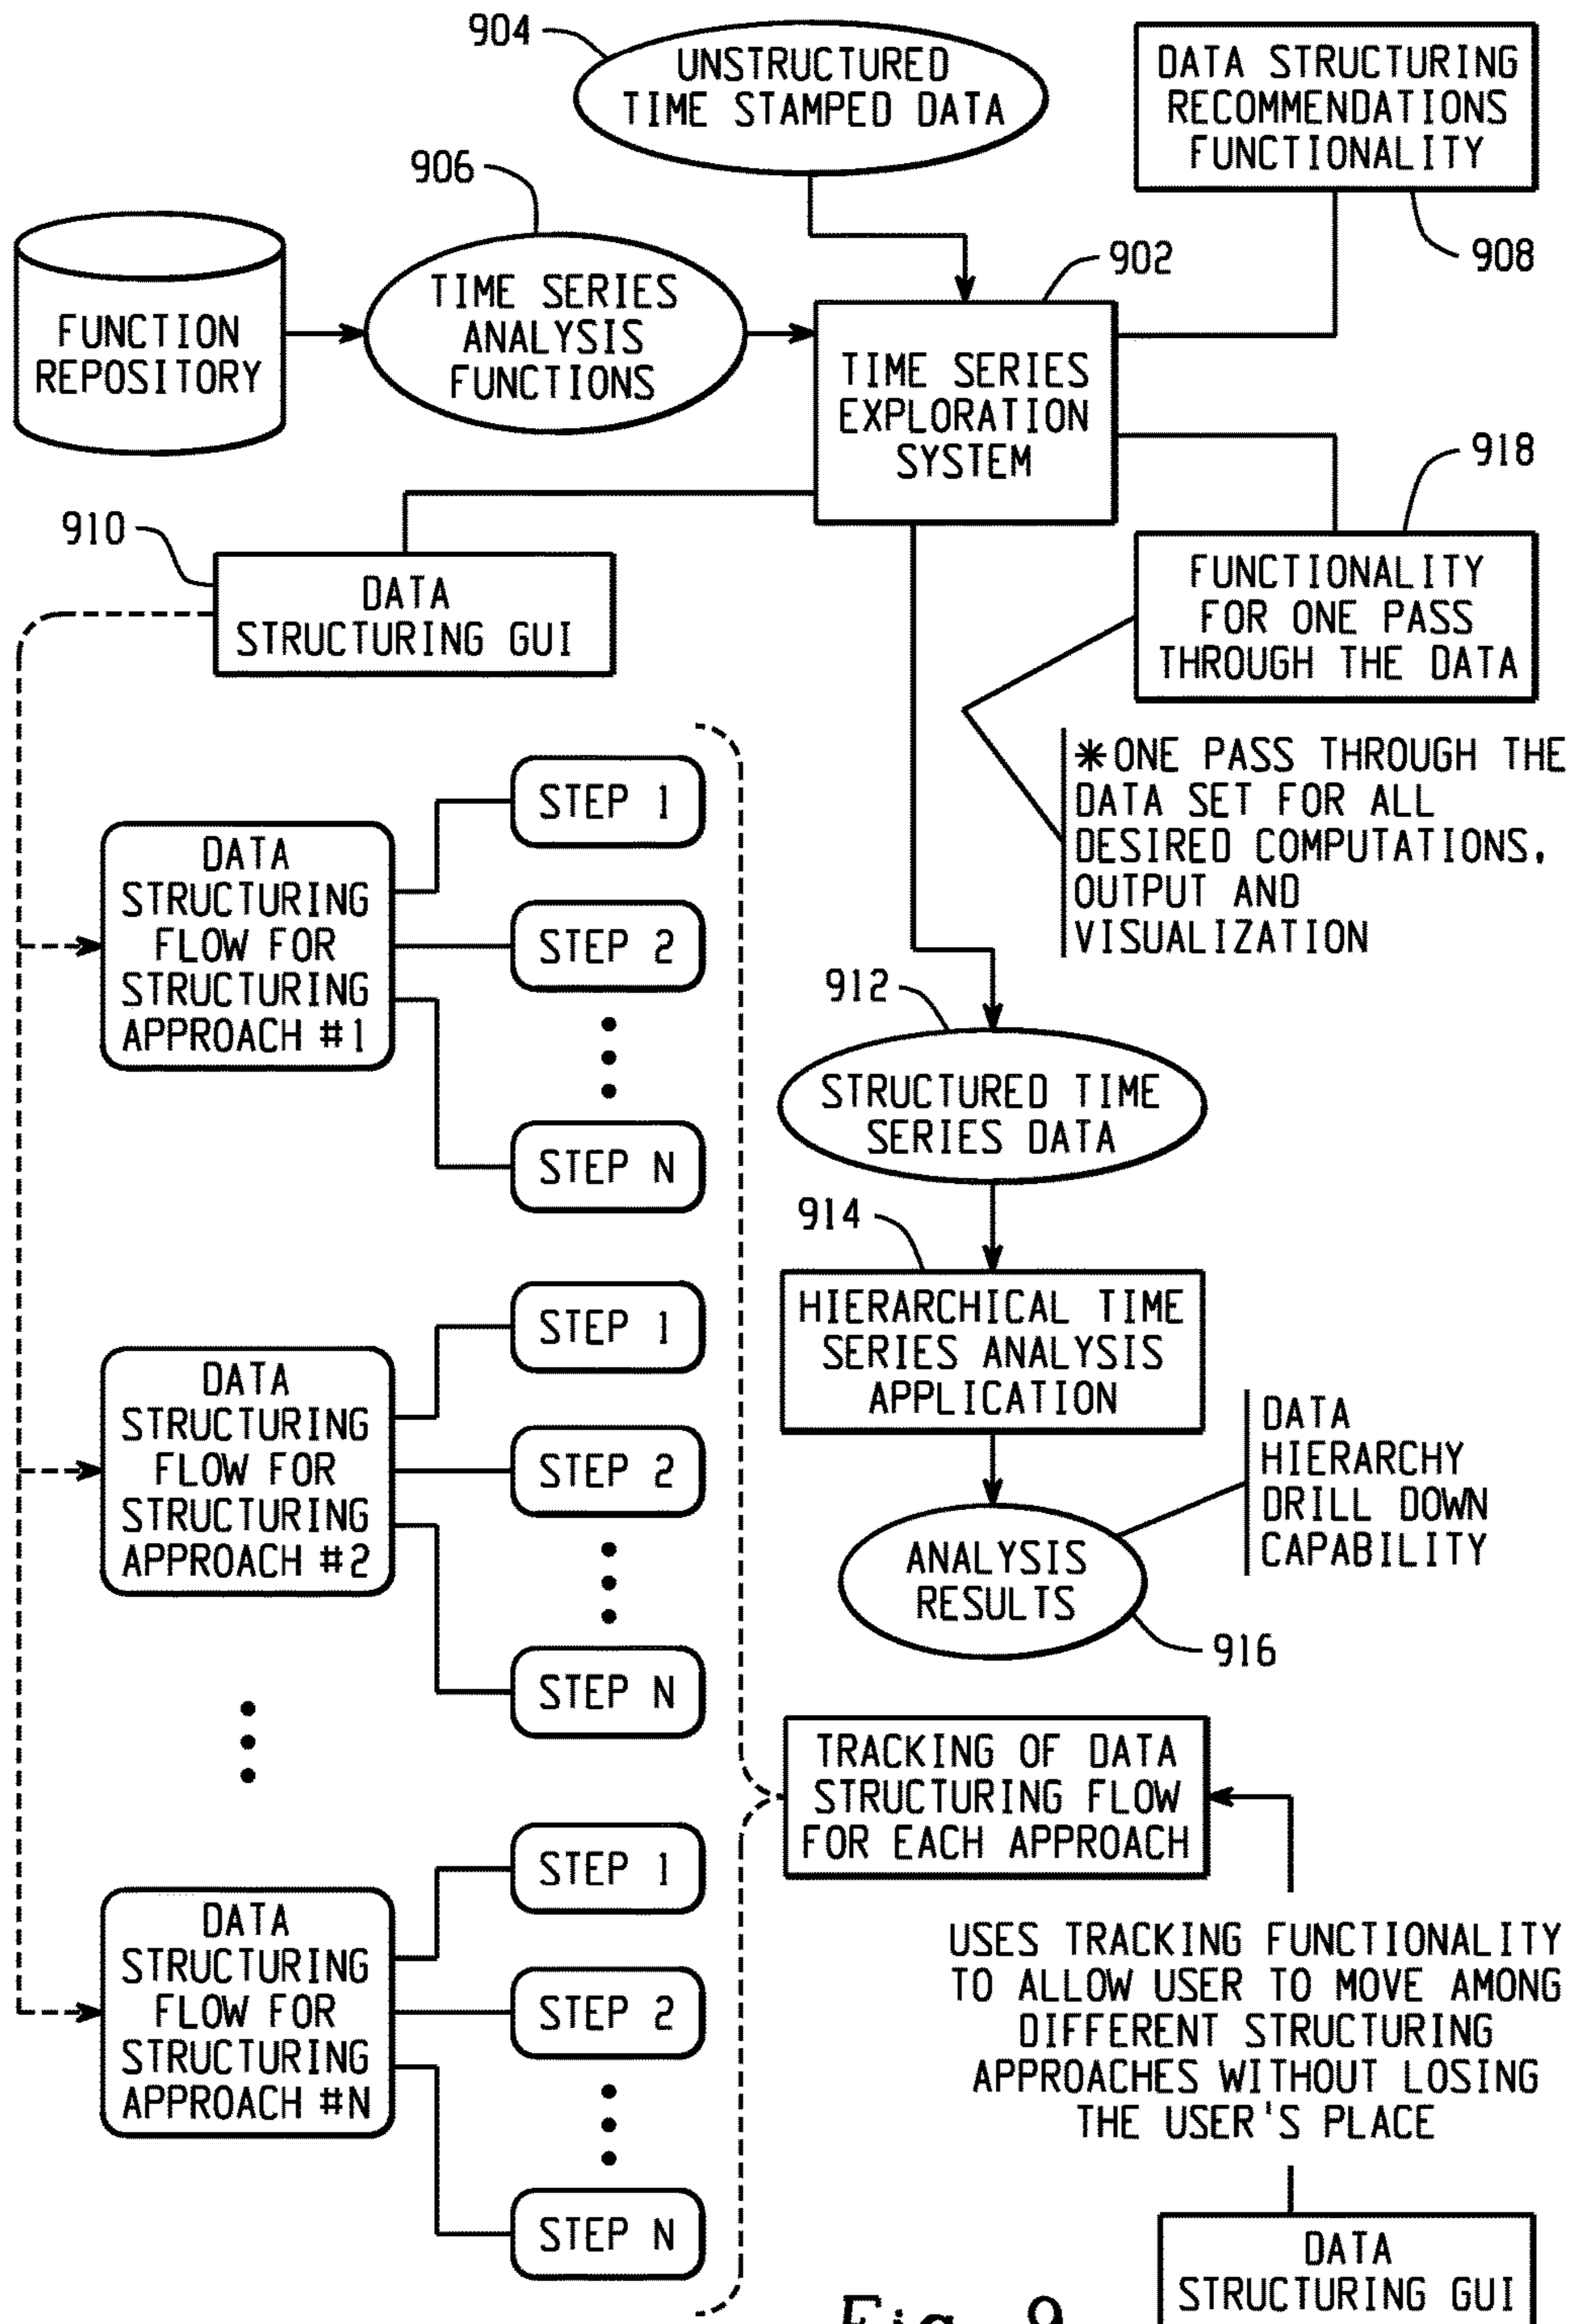 904
UNSTRUCTURED
TIME STAMPED DATA
DATA STRUCTURING
RECOMMENDATIONS
FUNCTIONALITY
908
906
FUNCTION
REPOSITORY
TIME SERIES
ANALYSIS
FUNCTIONS
902
TIME SERIES
EXPLORATION
SYSTEM
918
FUNCTIONALITY
FOR ONE PASS
THROUGH THE DATA
*ONE PASS THROUGH THE
DATA SET FOR ALL
DESIRED COMPUTATIONS,
OUTPUT AND
VISUALIZATION
910
DATA
STRUCTURING GUI
DATA
STRUCTURING
FLOW FOR
STRUCTURING
APPROACH #1
STEP 1
STEP 2
STEP N
DATA
STRUCTURING
FLOW FOR
STRUCTURING
APPROACH #2
STEP 1
STEP 2
STEP N
DATA
STRUCTURING
FLOW FOR
STRUCTURING
APPROACH #N
STEP 1
STEP 2
STEP N
912
STRUCTURED TIME
SERIES DATA
914
HIERARCHICAL TIME
SERIES ANALYSIS
APPLICATION
DATA
HIERARCHY
DRILL DOWN
CAPABILITY
ANALYSIS
RESULTS
916
TRACKING OF DATA
STRUCTURING FLOW
FOR EACH APPROACH
USES TRACKING FUNCTIONALITY
TO ALLOW USER TO MOVE AMONG
DIFFERENT STRUCTURING
APPROACHES WITHOUT LOSING
THE USER'S PLACE
DATA
STRUCTURING GUI
Fig. 9